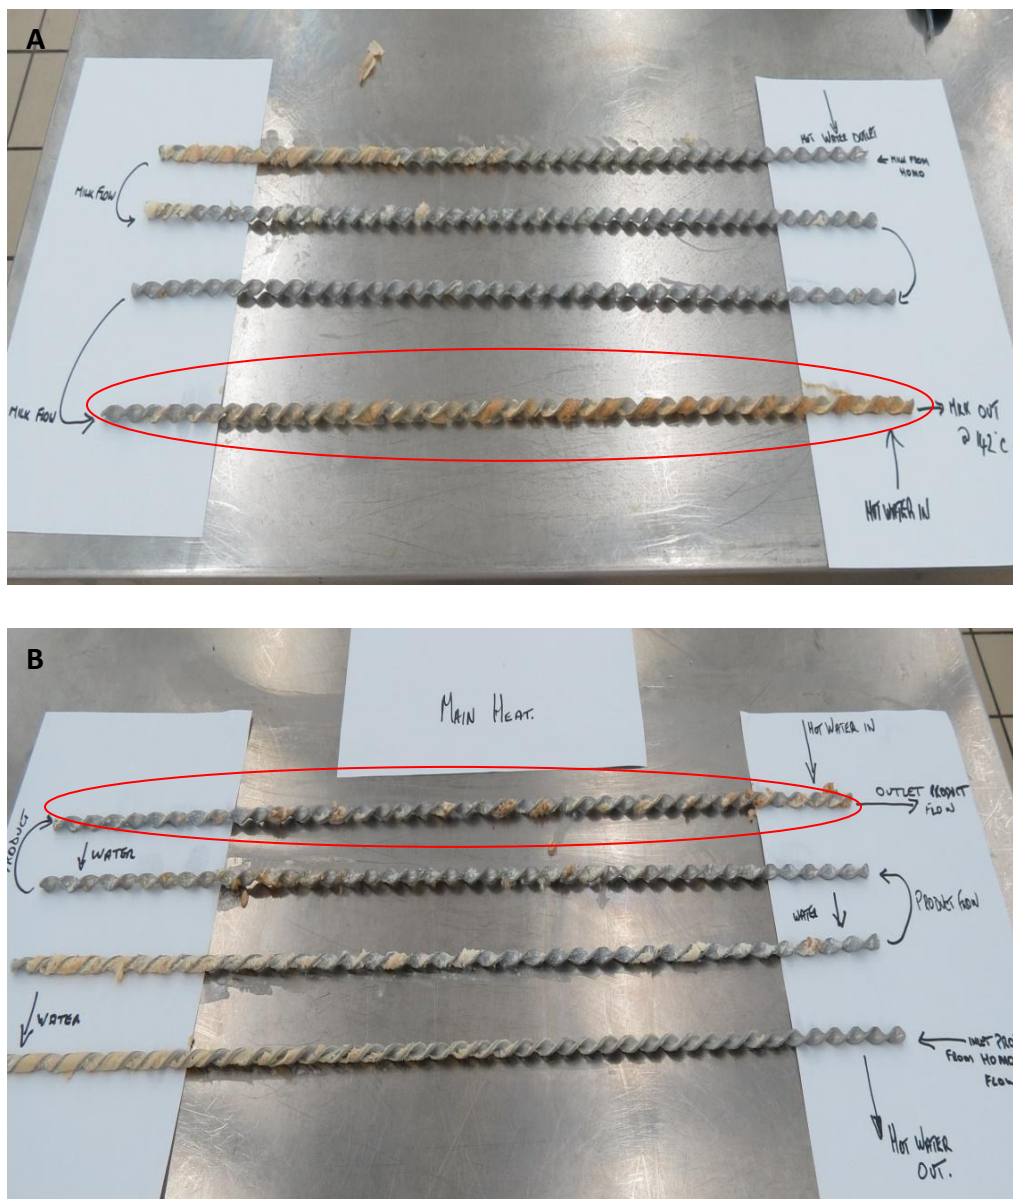 A
HOT WATER OUTLET
MILK FROM
HOMO
MILK FLOW
MILK FLOW
MILK OUT
@ 142°C
HOT WATER IN
B
MAIN HEAT.
HOT WATER IN
OUTLET PRODUCT
FLOW
PRODUCT
WATER
PRODUCT FLOW
WATER
WATER
INLET PRO
FROM HOMO
FLOW
HOT WATER
OUT.